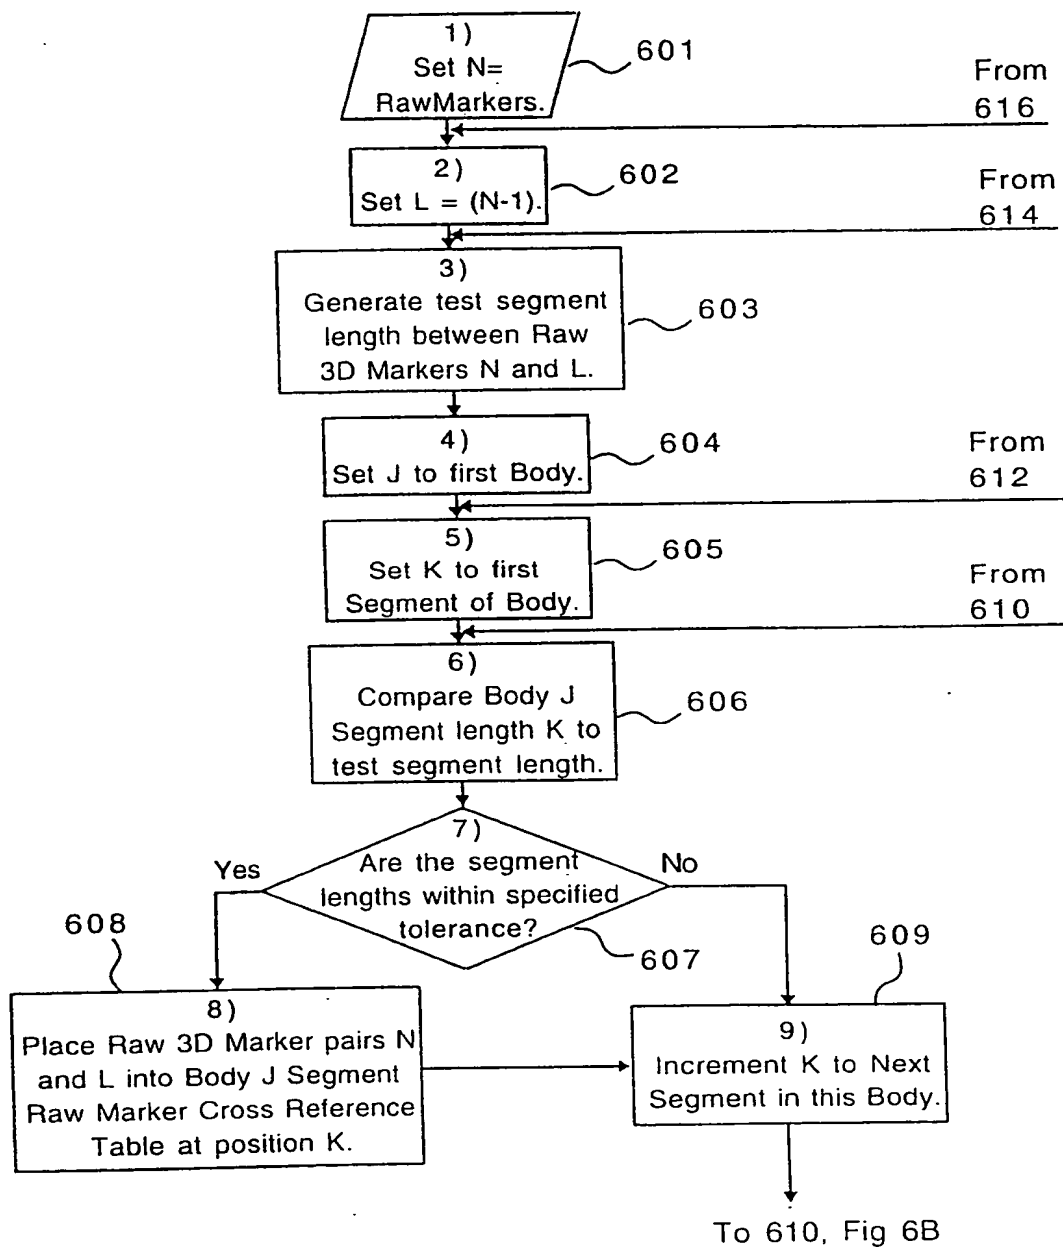 1)
Set N=
RawMarkers.
601
From
616
2)
Set L = (N-1).
602
From
614
3)
Generate test segment
length between Raw
3D Markers N and L.
603
4)
Set J to first Body.
604
From
612
5)
Set K to first
Segment of Body.
605
From
610
6)
Compare Body J
Segment length K to
test segment length.
606
7)
Are the segment
lengths within specified
tolerance?
Yes
No
607
608
8)
Place Raw 3D Marker pairs N
and L into Body J Segment
Raw Marker Cross Reference
Table at position K.
609
9)
Increment K to Next
Segment in this Body.
To 610, Fig 6B